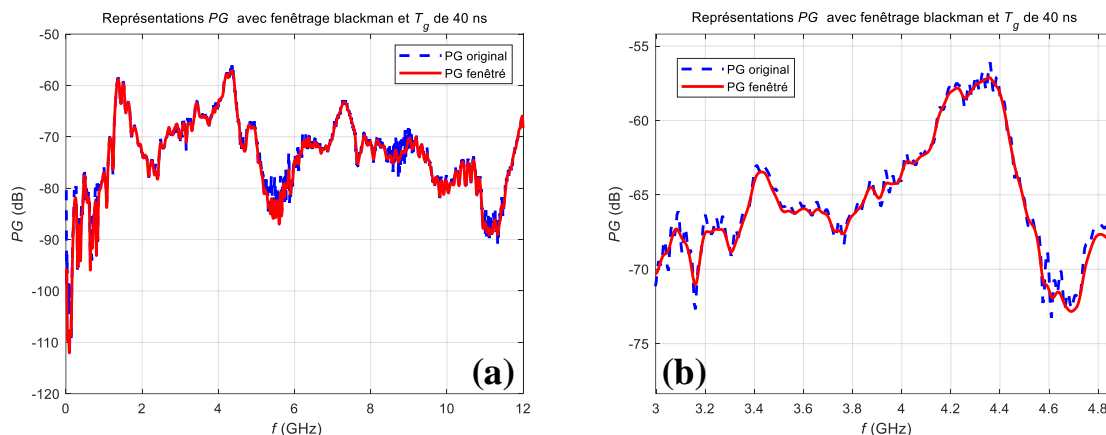 Représentations PG avec fenêtrage blackman et Tg de 40 ns
PG (dB)
-50
-60
-70
-80
-90
-100
-110
-120
PG original
PG fenêtré
(a)
0 2 4 6 8 10 12
f (GHz)
Représentations PG avec fenêtrage blackman et Tg de 40 ns
PG (dB)
-55
-60
-65
-70
-75
PG original
PG fenêtré
(b)
3 3.2 3.4 3.6 3.8 4 4.2 4.4 4.6 4.8
f (GHz)